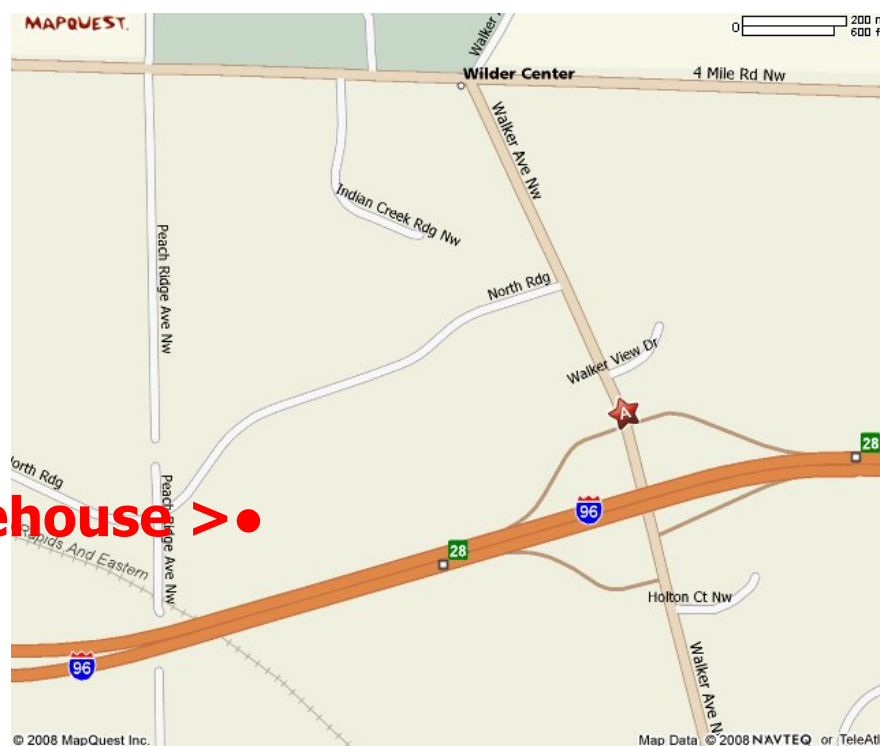 MAPQUEST.
Walker
0
200 m
600 f
Wilder Center
4 Mile Rd Nw
Walker Ave Nw
Indian Creek Rdg Nw
Peach Ridge Ave Nw
North Rdg
Walker View Dr
A
28
orth Rdg
Peach Ridge Ave Nw
ehouse >•
96
Rapids And Eastern
28
Holton Ct Nw
96
Walker Ave N
© 2008 MapQuest Inc.
Map Data © 2008 NAVTEQ or TeleAtl